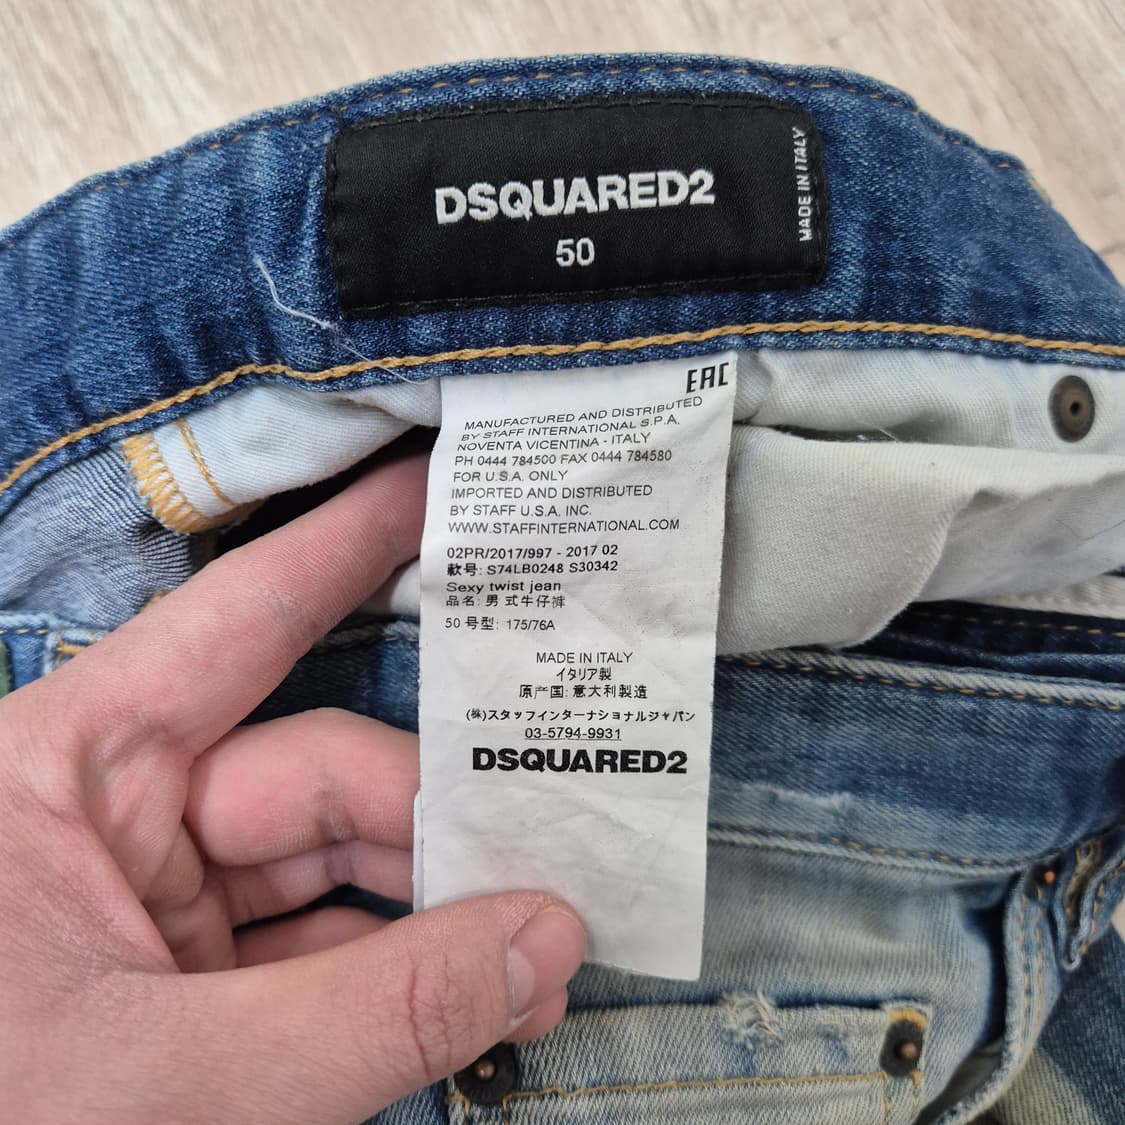 DSQUARED2
50
MADE IN ITALY
EAC
MANUFACTURED AND DISTRIBUTED
BY STAFF INTERNATIONAL S.P.A.
NOVENTA VICENTINA - ITALY
PH 0444 784500 FAX 0444 784580
FOR U.S.A. ONLY
IMPORTED AND DISTRIBUTED
BY STAFF U.S.A. INC.
WWW.STAFFINTERNATIONAL.COM
02PR/2017/997 - 2017 02
款号: S74LB0248 S30342
Sexy twist jean
品名: 男式牛仔裤
50 号型: 175/76A
MADE IN ITALY
イタリア製
原产国: 意大利製造
(株)スタッフインターナショナルジャパン
03-5794-9931
DSQUARED2